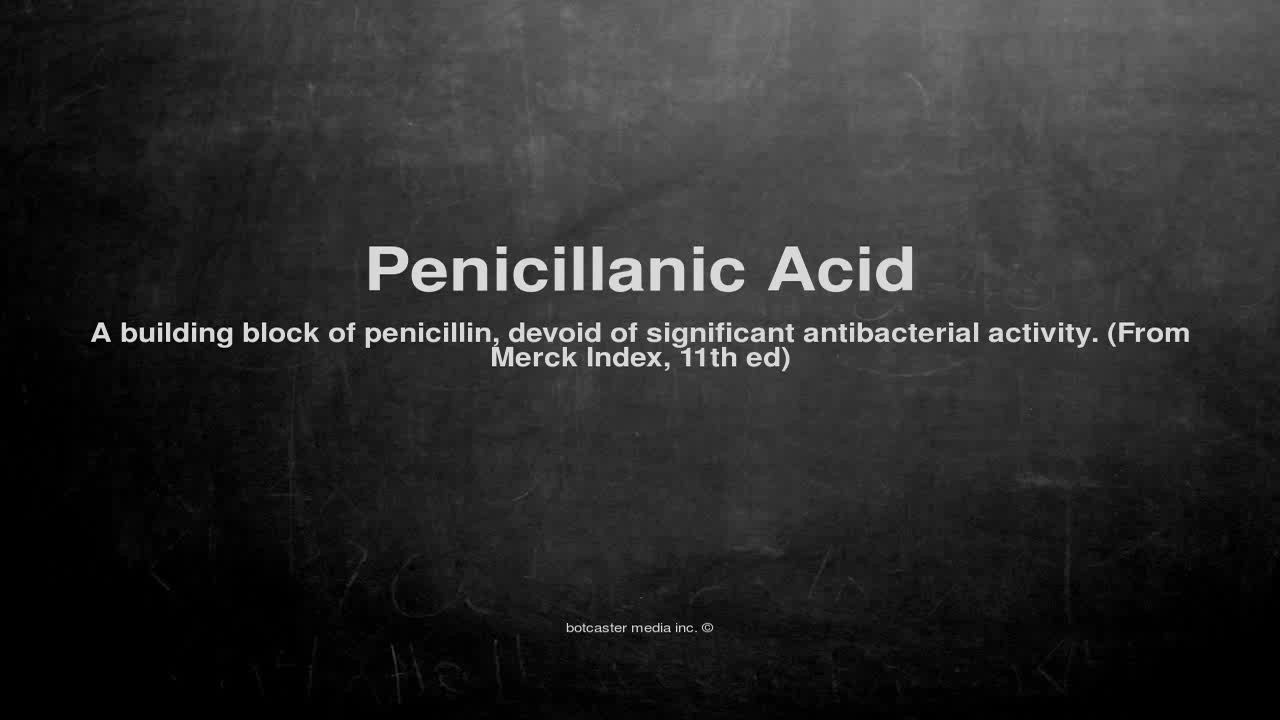 Penicillanic Acid
A building block of penicillin, devoid of significant antibacterial activity. (From
Merck Index, 11th ed)
botcaster media inc. ©